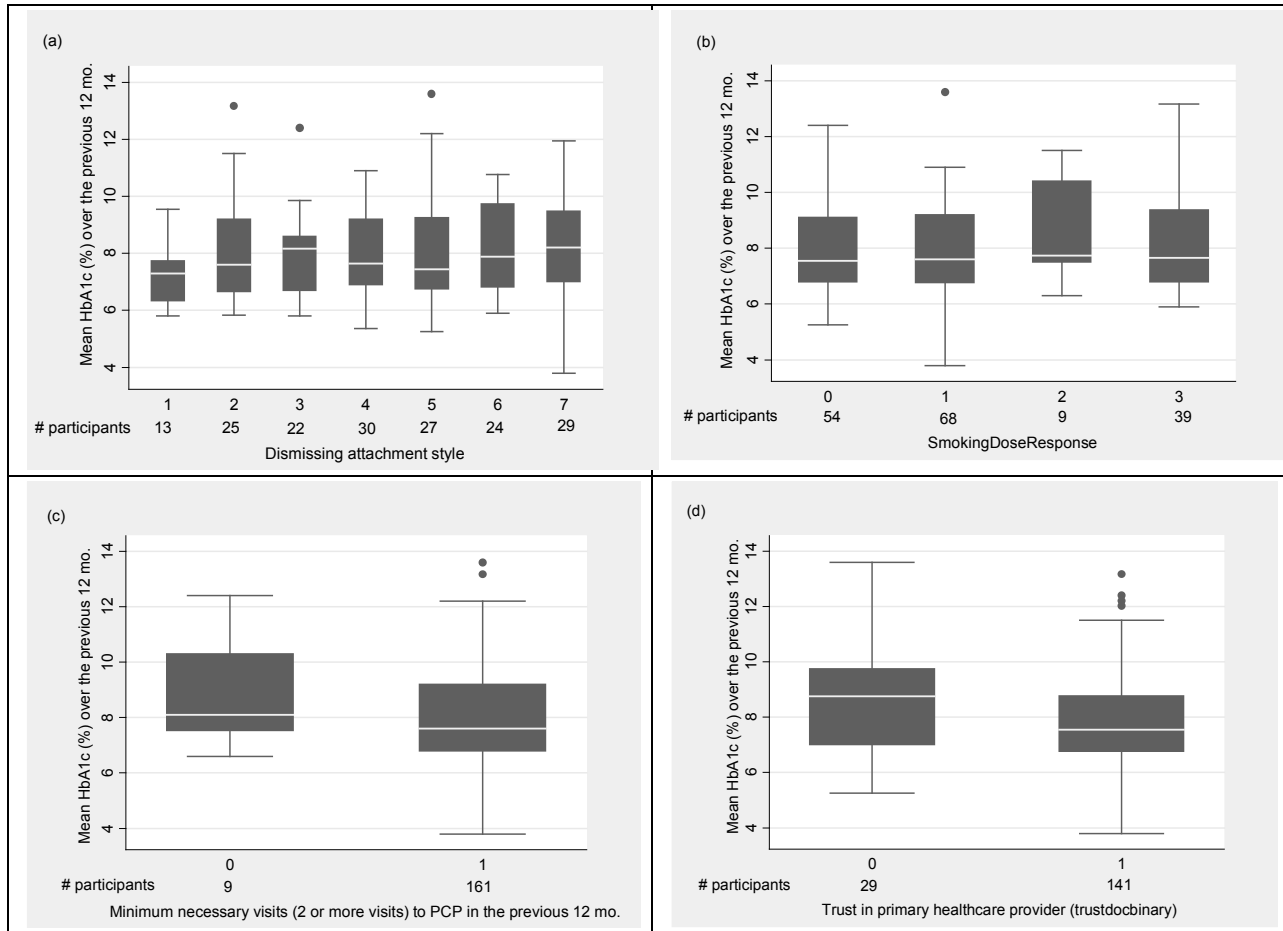 (a)
Mean HbA1c (%) over the previous 12 mo.
14
12
10
8
6
4
1 2 3 4 5 6 7
# participants 13 25 22 30 27 24 29
Dismissing attachment style
(b)
Mean HbA1c (%) over the previous 12 mo.
14
12
10
8
6
4
0 1 2 3
# participants 54 68 9 39
SmokingDoseResponse
(c)
Mean HbA1c (%) over the previous 12 mo.
14
12
10
8
6
4
0 1
# participants 9 161
Minimum necessary visits (2 or more visits) to PCP in the previous 12 mo.
(d)
Mean HbA1c (%) over the previous 12 mo.
14
12
10
8
6
4
0 1
# participants 29 141
Trust in primary healthcare provider (trustdocbinary)